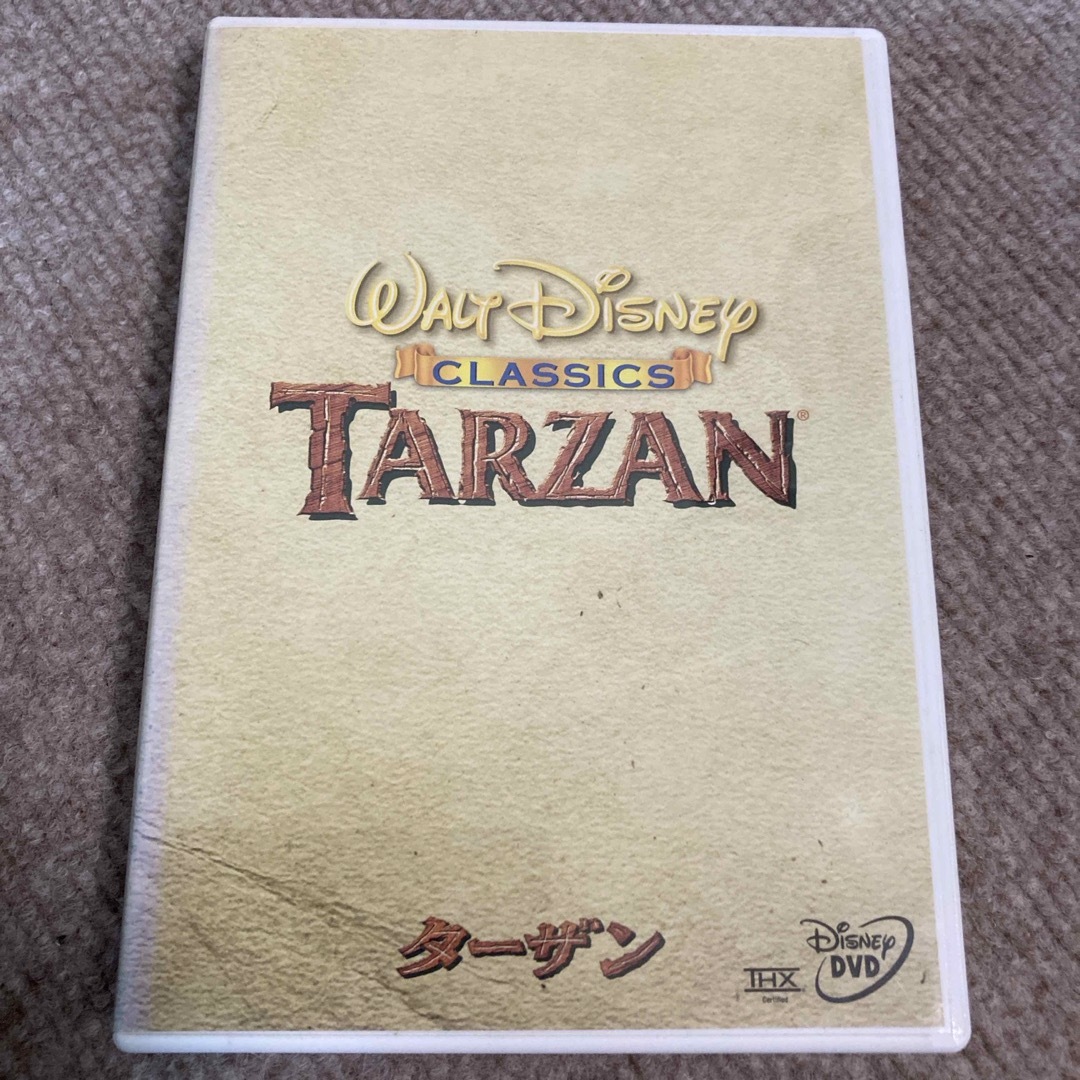 WALT DISNEY
CLASSICS
TARZAN®
ターザン
DISNEY
DVD
THX
Certified